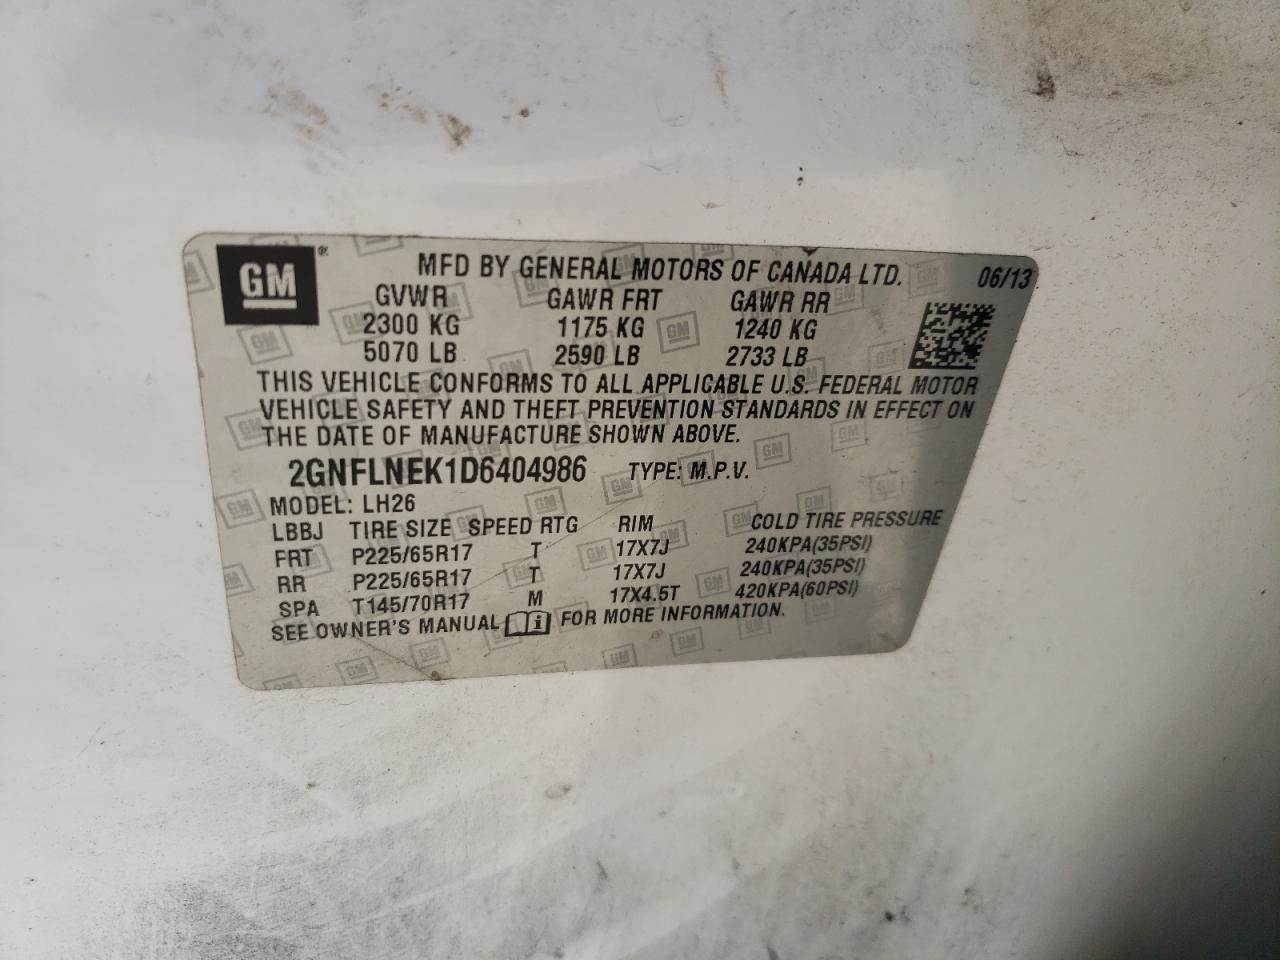 GM®
MFD BY GENERAL MOTORS OF CANADA LTD. 06/13
GVWR GAWR FRT GAWR RR
2300 KG 1175 KG 1240 KG
5070 LB 2590 LB 2733 LB
THIS VEHICLE CONFORMS TO ALL APPLICABLE U.S. FEDERAL MOTOR
VEHICLE SAFETY AND THEFT PREVENTION STANDARDS IN EFFECT ON
THE DATE OF MANUFACTURE SHOWN ABOVE.
2GNFLNEK1D6404986 TYPE: M.P.V.
MODEL: LH26
LBBJ TIRE SIZE SPEED RTG RIM COLD TIRE PRESSURE
FRT P225/65R17 T 17X7J 240KPA(35PSI)
RR P225/65R17 T 17X7J 240KPA(35PSI)
SPA T145/70R17 M 17X4.5T 420KPA(60PSI)
SEE OWNER'S MANUAL i FOR MORE INFORMATION.